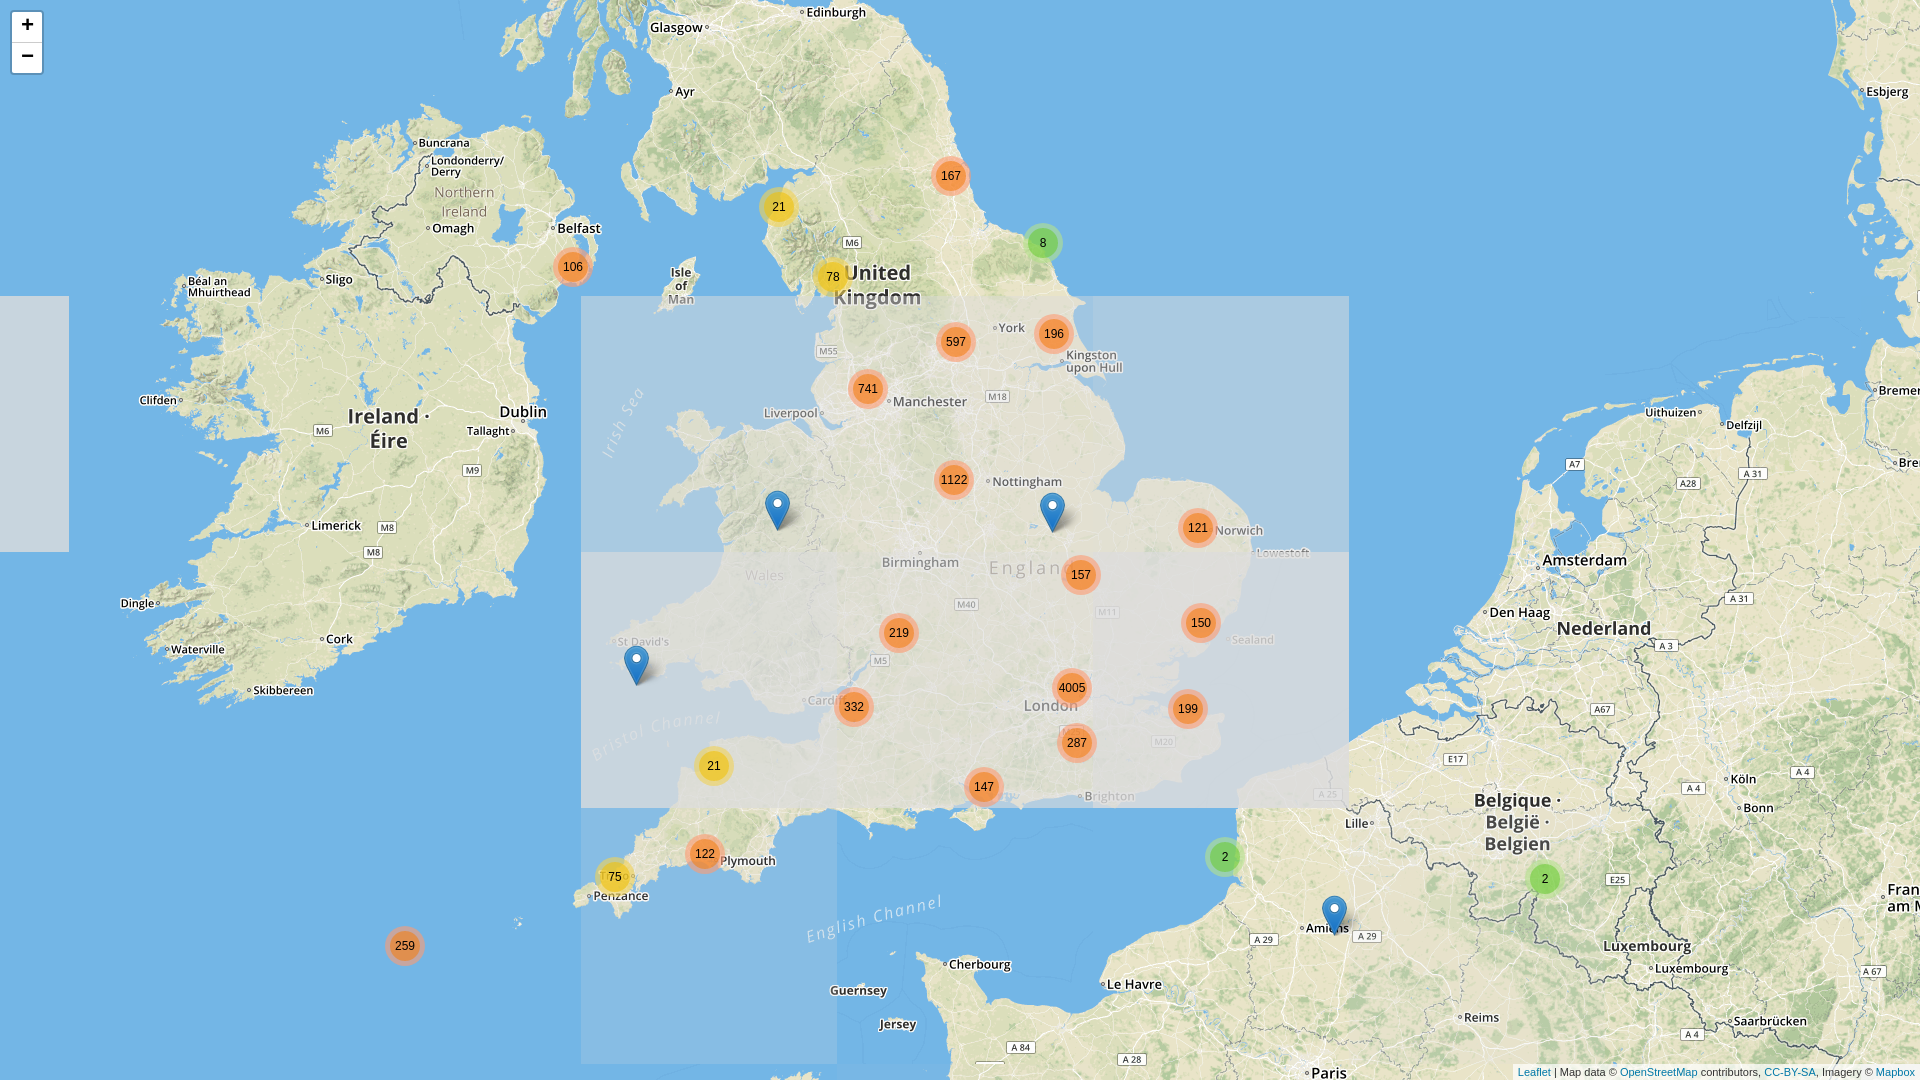 +
−
Edinburgh
Glasgow
Ayr
Esbjerg
Buncrana
Londonderry/
Derry
Northern
Ireland
Omagh
Belfast
167
21
8
M6
106
78
United
Kingdom
Isle
of
Man
Sligo
Béal an
Mhuirthead
York
196
597
Kingston
upon Hull
M55
741
Manchester
M18
Liverpool
Irish Sea
Clifden
Ireland ·
Éire
Dublin
Tallaght
M6
M9
Uithuizen
Delfzijl
A7
A 31
A28
1122
Nottingham
121
Norwich
Lowestoft
Limerick
M8
M8
Birmingham
England
157
Wales
Amsterdam
M40
M11
150
Sealand
Den Haag
A 31
Nederland
A 3
Dingle
Waterville
Cork
Skibbereen
St David's
219
M5
4005
London
332
199
287
M20
Bristol Channel
A67
E17
21
147
Brighton
A 25
Köln
A 4
A 4
Bonn
Belgique ·
België ·
Belgien
Lille
122
Plymouth
75
Penzance
2
2
E25
English Channel
259
Amiens
A 29
A 29
Luxembourg
Luxembourg
A 67
Cherbourg
Guernsey
Le Havre
Jersey
Reims
Saarbrücken
A 84
A 28
A 4
A 4
Paris
Leaflet | Map data © OpenStreetMap contributors, CC-BY-SA, Imagery © Mapbox